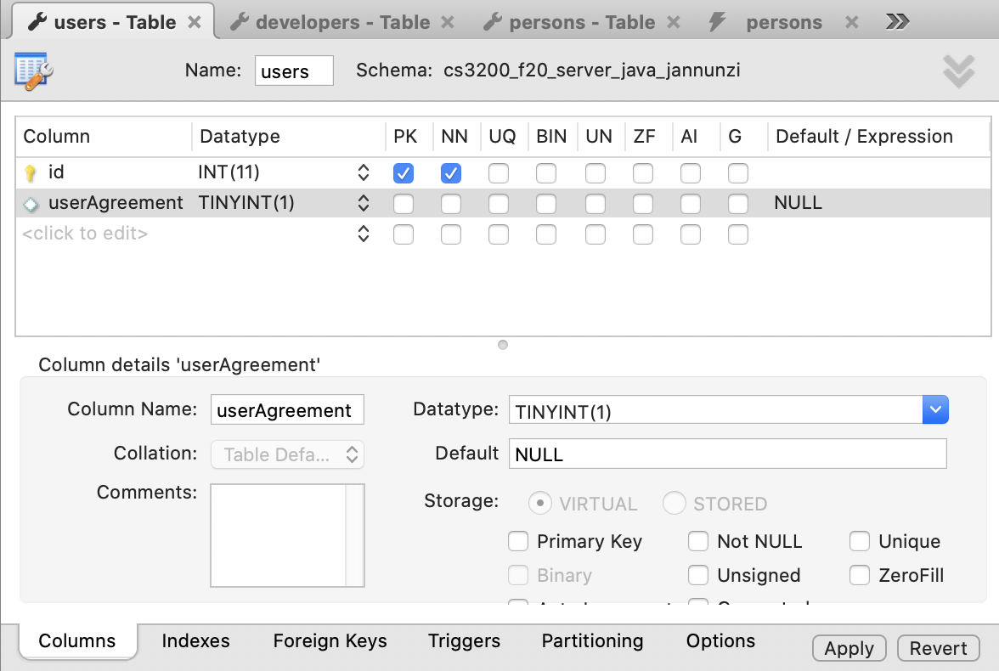 users - Table developers - Table persons - Table persons
Name: users Schema: cs3200_f20_server_java_jannunzi
Column Datatype PK NN UQ BIN UN ZF AI G Default / Expression
id INT(11)
userAgreement TINYINT(1) NULL
<click to edit>
Column details 'userAgreement'
Column Name: userAgreement Datatype: TINYINT(1)
Collation: Table Defa... Default NULL
Comments: Storage: VIRTUAL STORED
Primary Key Not NULL Unique
Binary Unsigned ZeroFill
Columns Indexes Foreign Keys Triggers Partitioning Options Apply Revert